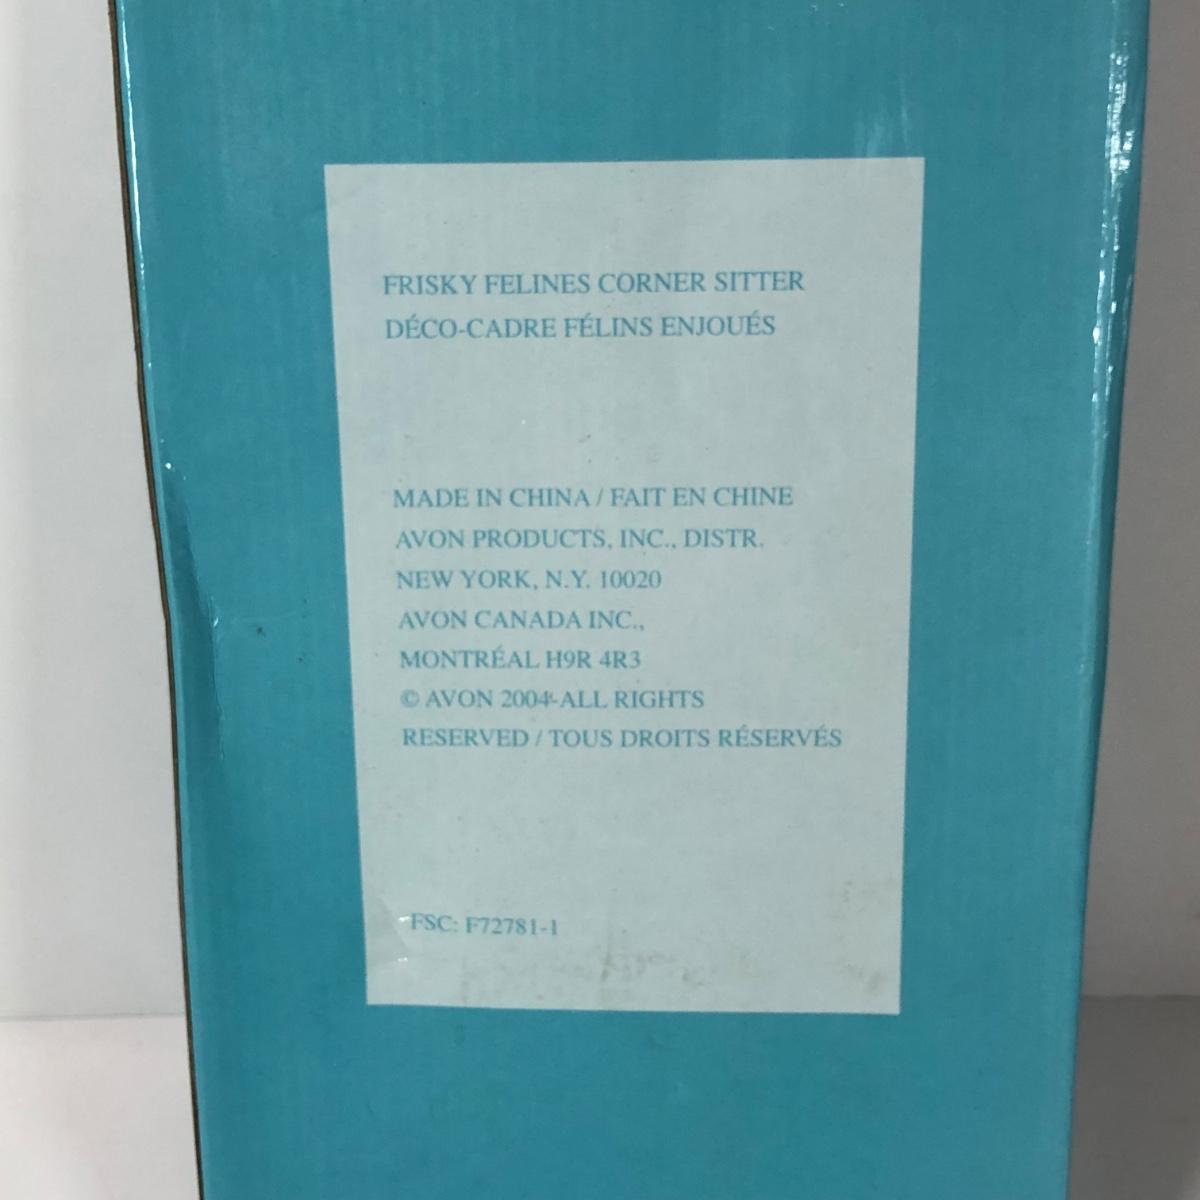 FRISKY FELINES CORNER SITTER
DÉCO-CADRE FÉLINS ENJOUÉS
MADE IN CHINA / FAIT EN CHINE
AVON PRODUCTS, INC., DISTR.
NEW YORK, N.Y. 10020
AVON CANADA INC.,
MONTRÉAL H9R 4R3
© AVON 2004-ALL RIGHTS
RESERVED / TOUS DROITS RÉSERVÉS
FSC: F72781-1